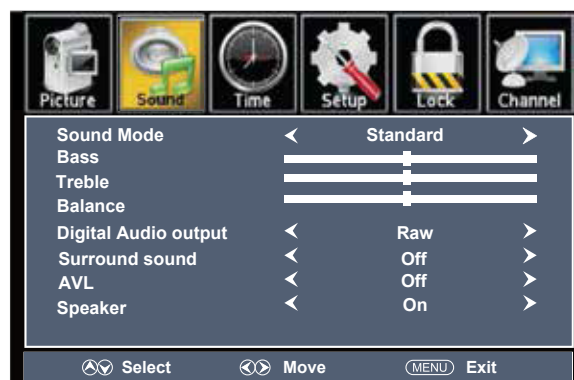 Picture Sound Time Setup Lock Channel
Sound Mode Standard
Bass
Treble
Balance
Digital Audio output Raw
Surround sound Off
AVL Off
Speaker On
Select Move MENU Exit